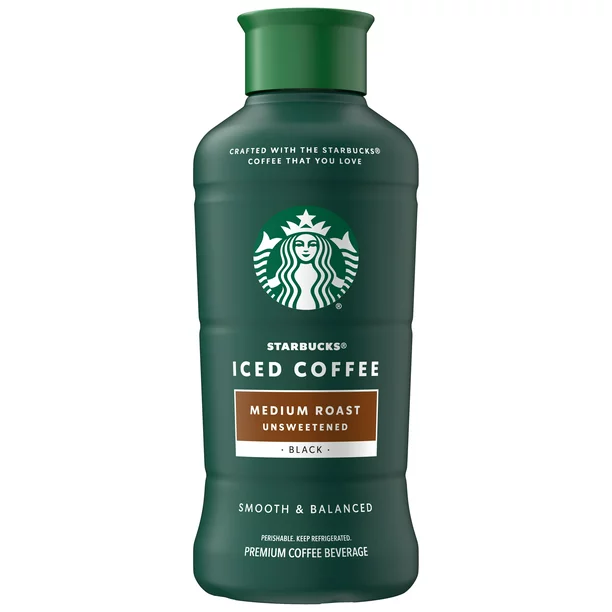 CRAFTED WITH THE STARBUCKS®
COFFEE THAT YOU LOVE
®
STARBUCKS®
ICED COFFEE
MEDIUM ROAST
UNSWEETENED
· BLACK ·
SMOOTH & BALANCED
PERISHABLE. KEEP REFRIGERATED.
PREMIUM COFFEE BEVERAGE